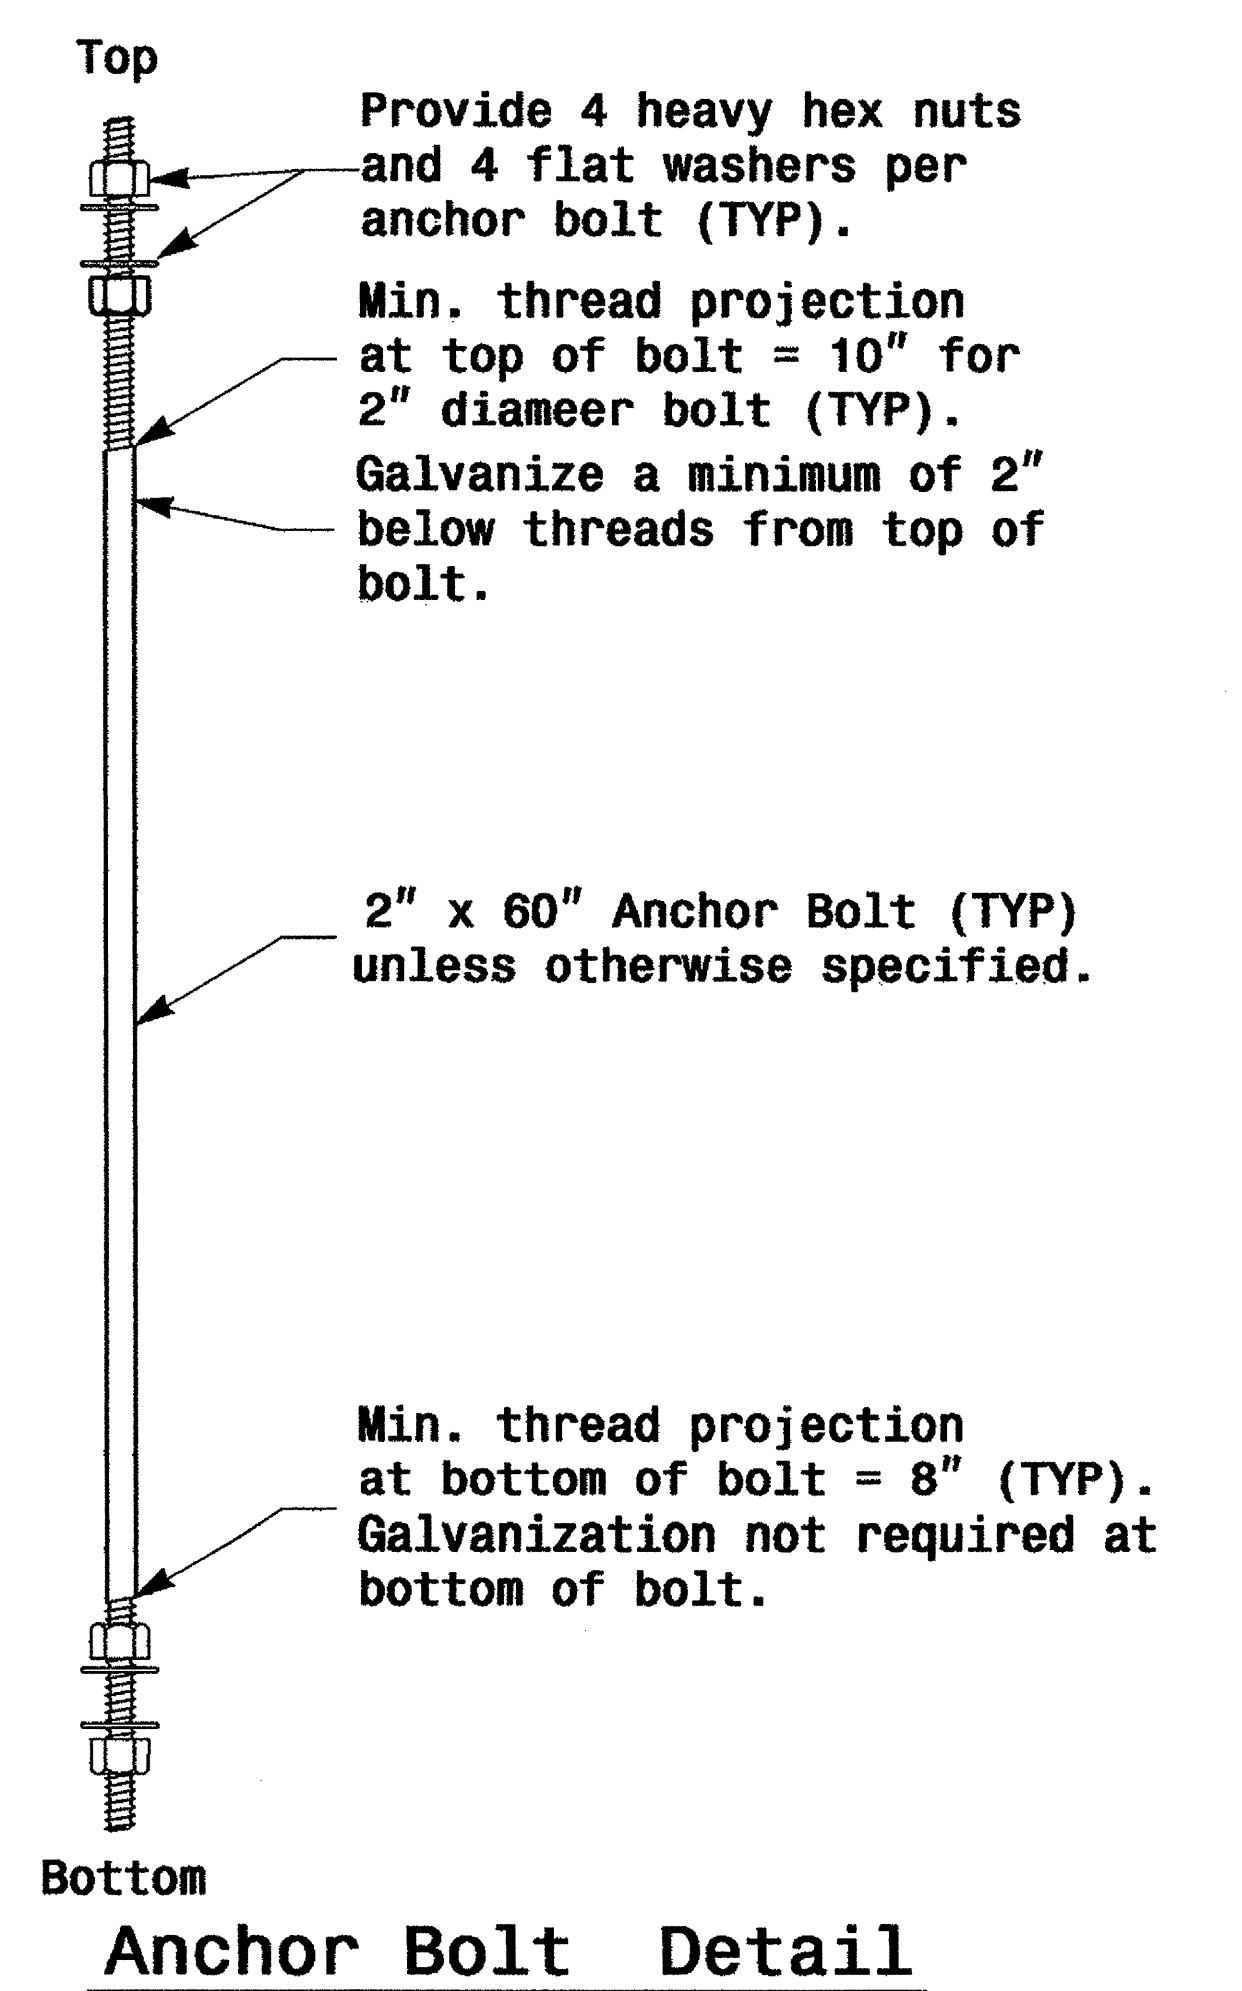 Top
Provide 4 heavy hex nuts
and 4 flat washers per
anchor bolt (TYP).
Min. thread projection
at top of bolt = 10" for
2" diameer bolt (TYP).
Galvanize a minimum of 2"
below threads from top of
bolt.
2" x 60" Anchor Bolt (TYP)
unless otherwise specified.
Min. thread projection
at bottom of bolt = 8" (TYP).
Galvanization not required at
bottom of bolt.
Bottom
Anchor Bolt Detail